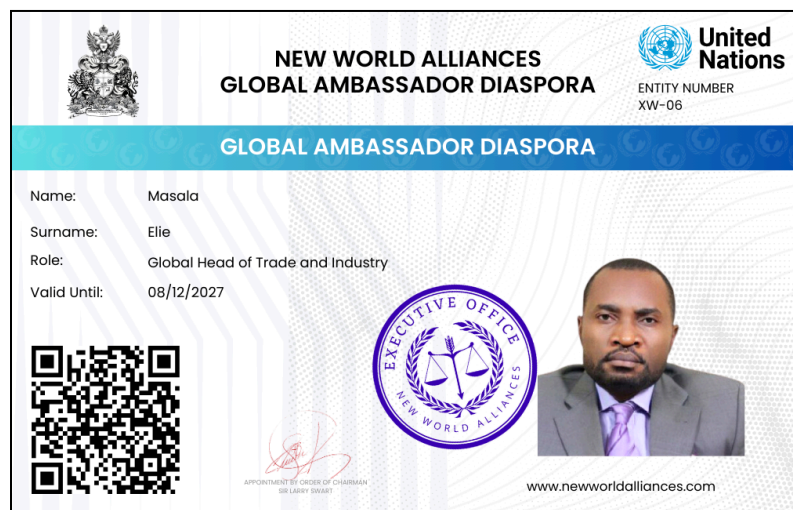 NEW WORLD ALLIANCES
GLOBAL AMBASSADOR DIASPORA
United
Nations
ENTITY NUMBER
XW-06
GLOBAL AMBASSADOR DIASPORA
Name: Masala
Surname: Elie
Role: Global Head of Trade and Industry
Valid Until: 08/12/2027
EXECUTIVE OFFICE
NEW WORLD ALLIANCES
APPOINTMENT BY ORDER OF CHAIRMAN
SIR LARRY SWART
www.newworldalliances.com